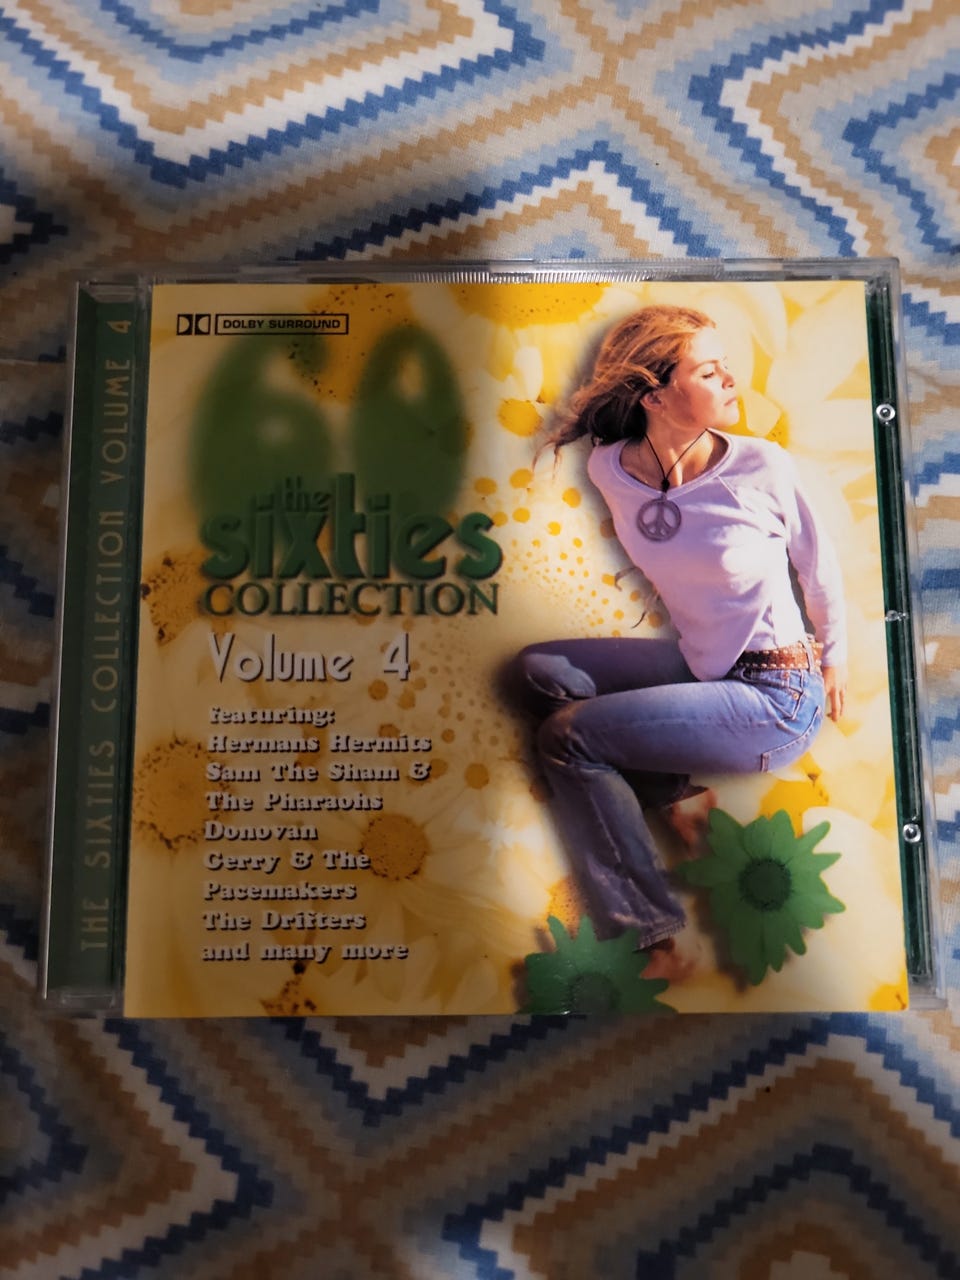 THE SIXTIES COLLECTION VOLUME 4
DOLBY SURROUND
60
the
sixties
COLLECTION
Volume 4
featuring:
Hermans Hermits
Sam The Sham &
The Pharaohs
Donovan
Gerry & The
Pacemakers
The Drifters
and many more